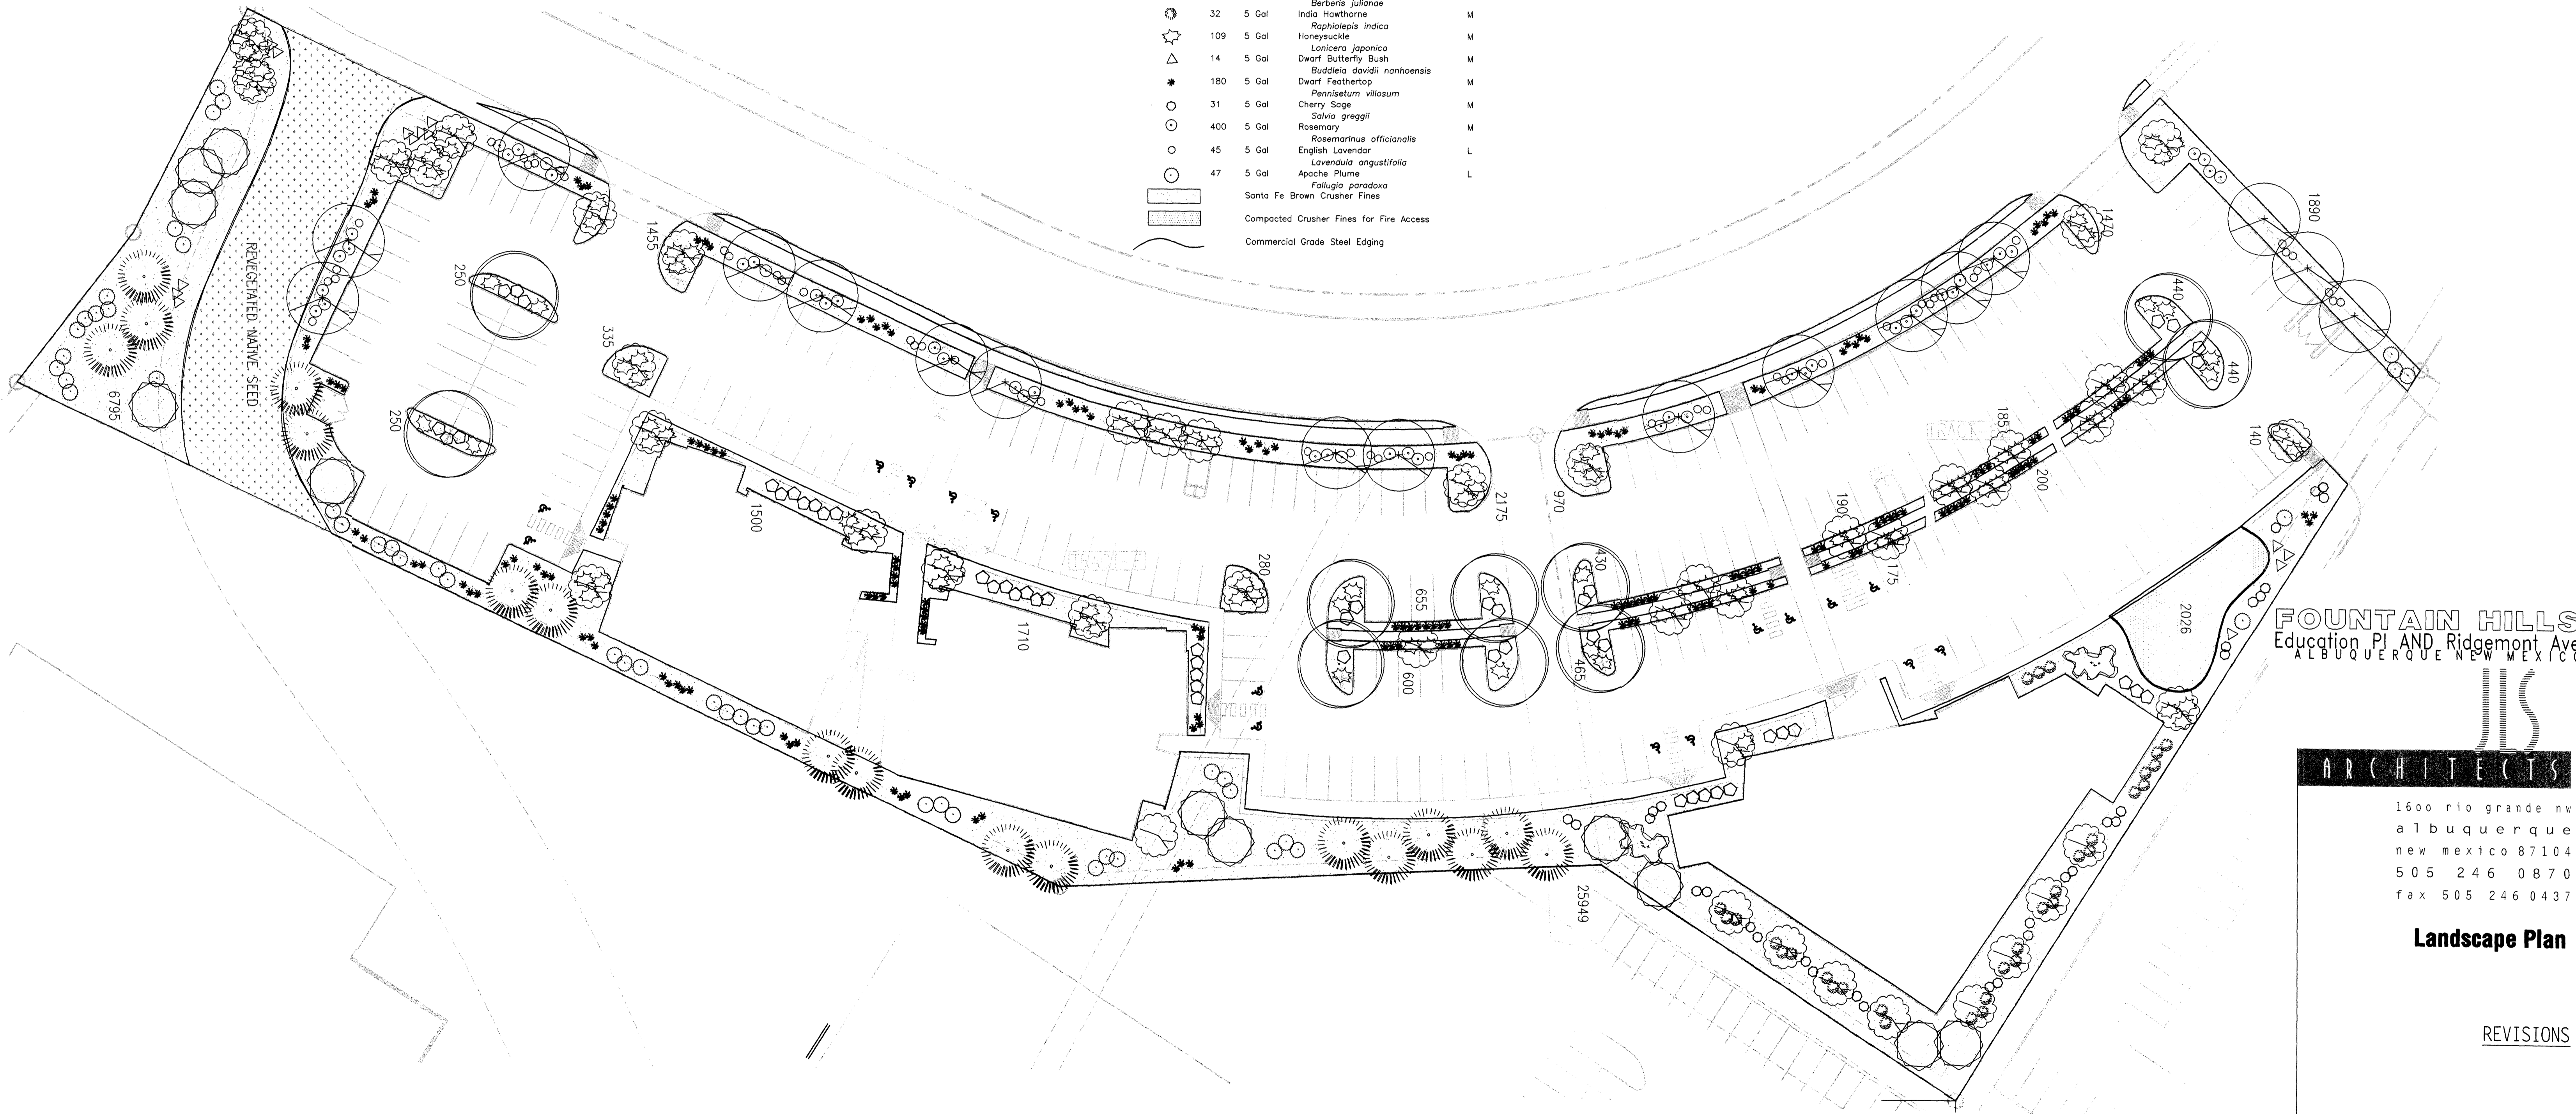 Berberis julianae
32 5 Gal India Hawthorne M
Raphiolepis indica
109 5 Gal Honeysuckle M
Lonicera japonica
14 5 Gal Dwarf Butterfly Bush M
Buddleia davidii nanhoensis
180 5 Gal Dwarf Feathertop M
Pennisetum villosum
31 5 Gal Cherry Sage M
Salvia greggii
400 5 Gal Rosemary M
Rosemarinus officianalis
45 5 Gal English Lavendar L
Lavendula angustifolia
47 5 Gal Apache Plume L
Fallugia paradoxa
Santa Fe Brown Crusher Fines
Compacted Crusher Fines for Fire Access
Commercial Grade Steel Edging
REVEGETATED NATIVE SEED
6795
250
250
335
1455
1500
1710
280
2175
970
655
600
430
465
190
175
185
200
1470
440
440
1890
140
2026
25949
FOUNTAIN HILLS
Education Pl AND Ridgemont Ave
ALBUQUERQUE NEW MEXICO
JLS
ARCHITECTS
1600 rio grande nw
albuquerque
new mexico 87104
505 246 0870
fax 505 246 0437
Landscape Plan
REVISIONS